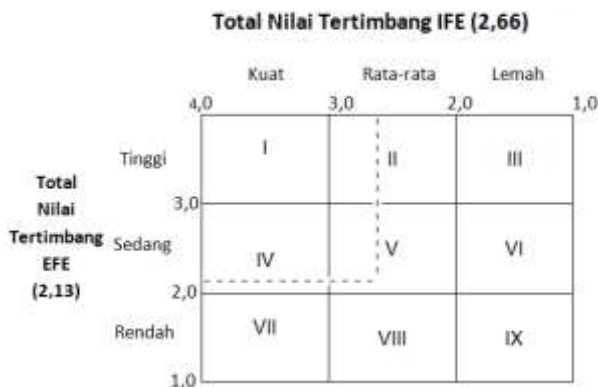 Total Nilai Tertimbang IFE (2,66)
Kuat Rata-rata Lemah
4,0 3,0 2,0 1,0
Tinggi I II III
3,0
Total
Nilai
Tertimbang
EFE
(2,13)
Sedang IV V VI
2,0
Rendah VII VIII IX
1,0